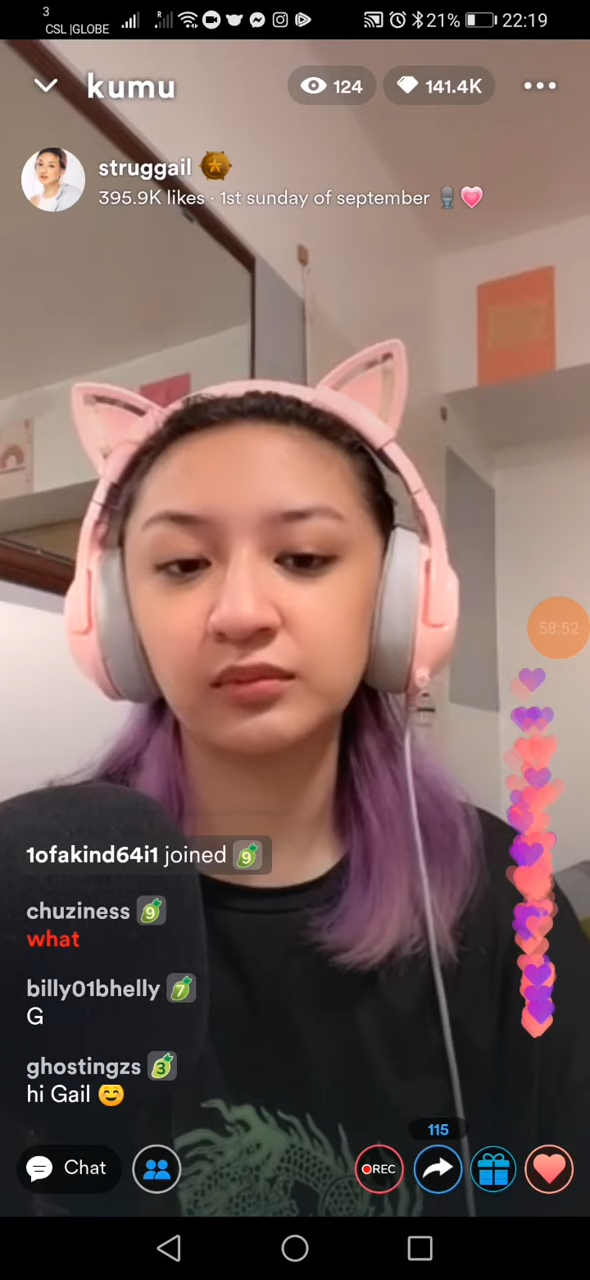 3
CSL |GLOBE
R
21%
22:19
kumu
124
141.4K
struggail
395.9K likes · 1st sunday of september 🎙️💗
58:52
1ofakind64i1 joined 9
chuziness 9
what
billy01bhelly 7
G
ghostingzs 3
hi Gail 😊
115
Chat
REC